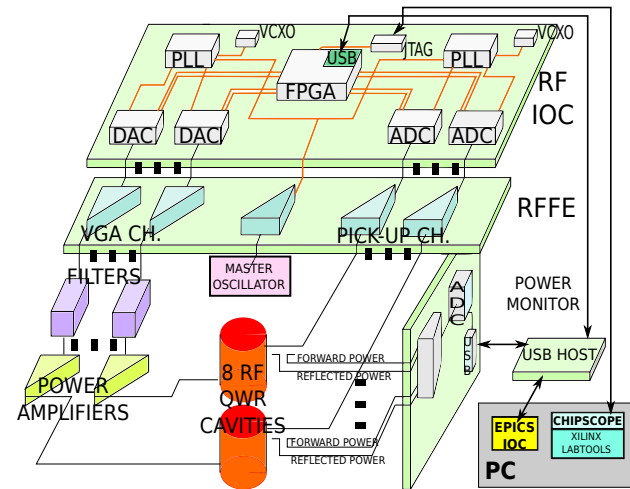 VCXO
VCXO
PLL
USB
JTAG
PLL
FPGA
RF
IOC
DAC
DAC
ADC
ADC
RFFE
VGA CH.
PICK-UP CH.
FILTERS
MASTER
OSCILLATOR
ADC
USB
POWER
MONITOR
USB HOST
FORWARD POWER
REFLECTED POWER
8 RF
QWR
CAVITIES
POWER
AMPLIFIERS
FORWARD POWER
REFLECTED POWER
EPICS
IOC
CHIPSCOPE
XILINX
LABTOOLS
PC